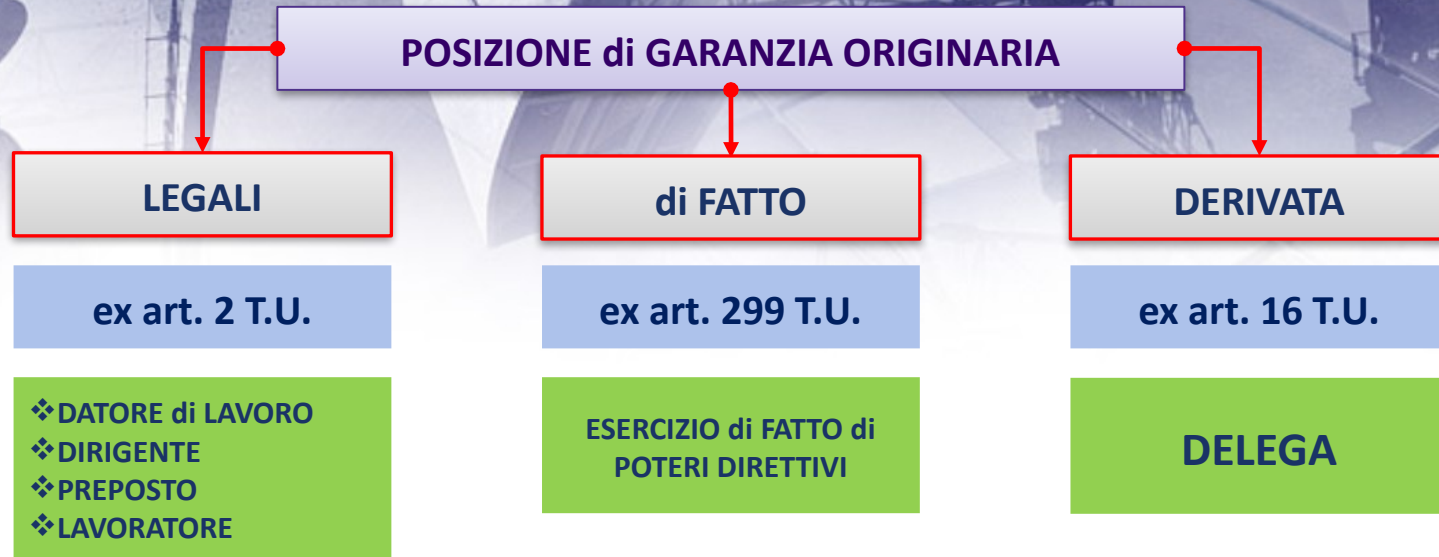 POSIZIONE di GARANZIA ORIGINARIA
LEGALI
di FATTO
DERIVATA
ex art. 2 T.U.
ex art. 299 T.U.
ex art. 16 T.U.
❖DATORE di LAVORO
❖DIRIGENTE
❖PREPOSTO
❖LAVORATORE
ESERCIZIO di FATTO di
POTERI DIRETTIVI
DELEGA